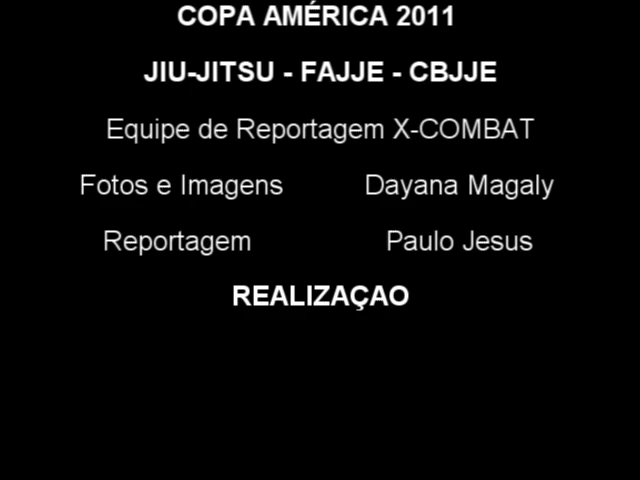 COPA AMÉRICA 2011
JIU-JITSU - FAJJE - CBJJE
Equipe de Reportagem X-COMBAT
Fotos e Imagens Dayana Magaly
Reportagem Paulo Jesus
REALIZAÇAO